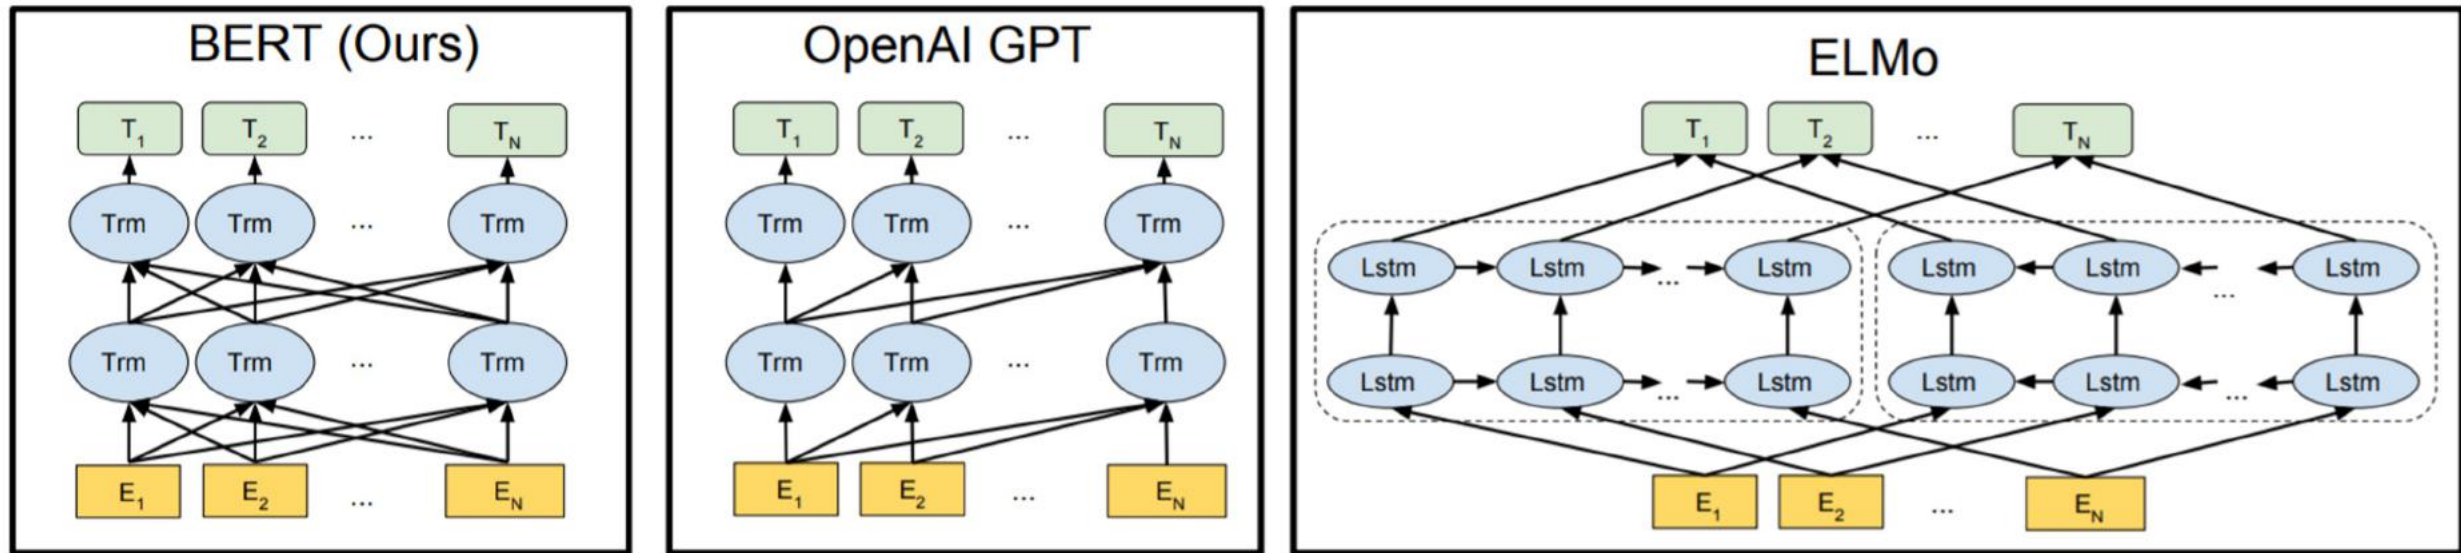 BERT (Ours)
T1 T2 ... TN
Trm Trm ... Trm
Trm Trm ... Trm
E1 E2 ... EN
OpenAI GPT
T1 T2 ... TN
Trm Trm ... Trm
Trm Trm ... Trm
E1 E2 ... EN
ELMo
T1 T2 ... TN
Lstm Lstm ... Lstm Lstm Lstm ... Lstm
Lstm Lstm ... Lstm Lstm Lstm ... Lstm
E1 E2 ... EN